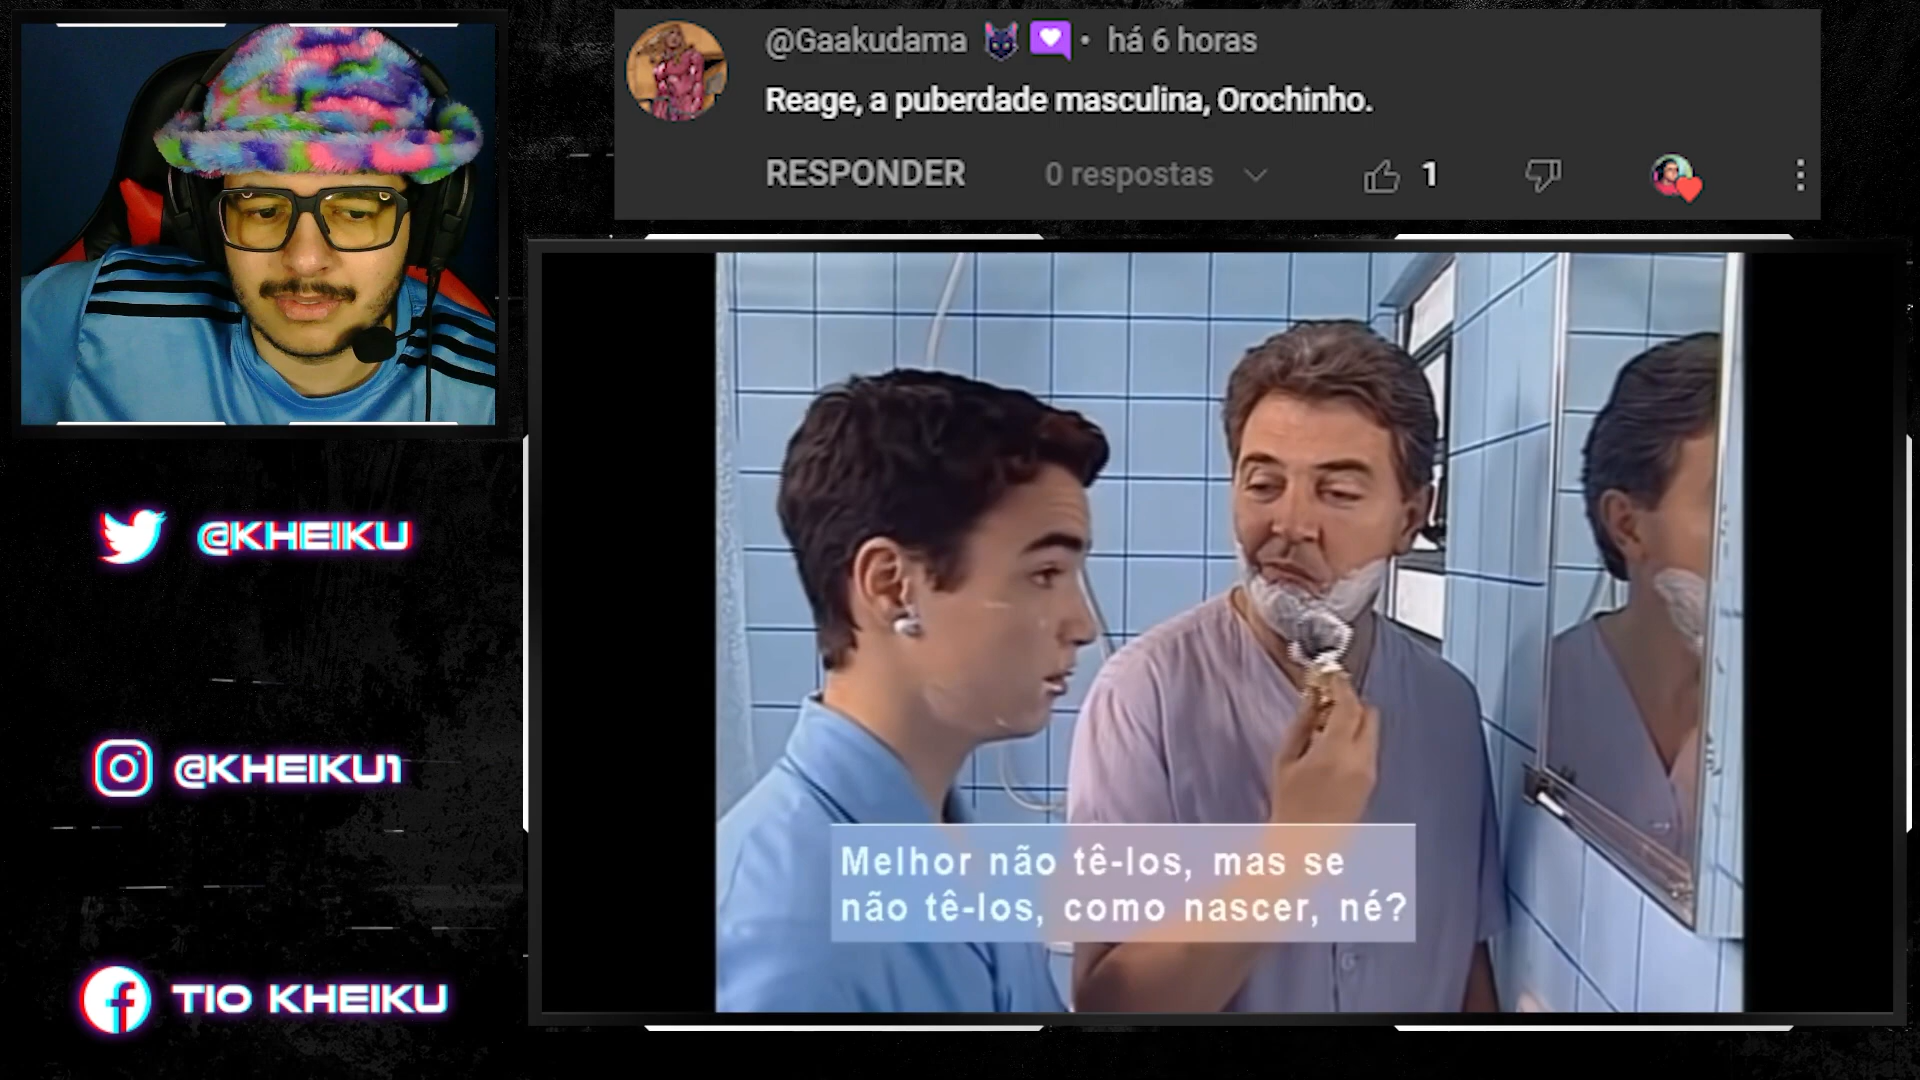 @Gaakudama • há 6 horas
Reage, a puberdade masculina, Orochinho.
RESPONDER 0 respostas 1
@KHEIKU
@KHEIKU1
TIO KHEIKU
Melhor não tê-los, mas se
não tê-los, como nascer, né?